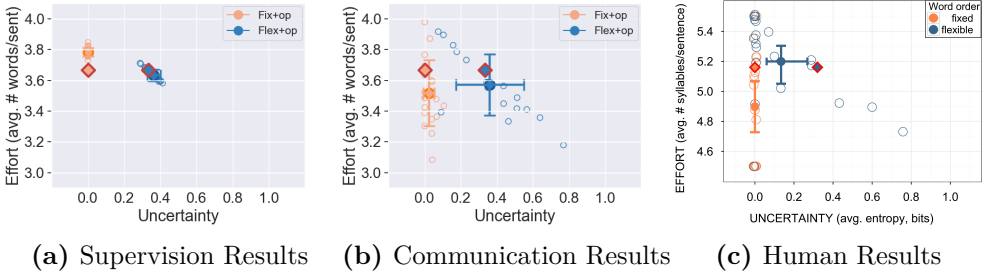 Effort (avg. # words/sent)
4.0
3.8
3.6
3.4
3.2
3.0
Fix+op
Flex+op
0.0 0.2 0.4 0.6 0.8 1.0
Uncertainty
(a) Supervision Results
Effort (avg. # words/sent)
4.0
3.8
3.6
3.4
3.2
3.0
Fix+op
Flex+op
0.0 0.2 0.4 0.6 0.8 1.0
Uncertainty
(b) Communication Results
EFFORT (avg. # syllables/sentence)
5.4
5.2
5.0
4.8
4.6
Word order
fixed
flexible
0.0 0.2 0.4 0.6 0.8 1.0
UNCERTAINTY (avg. entropy, bits)
(c) Human Results